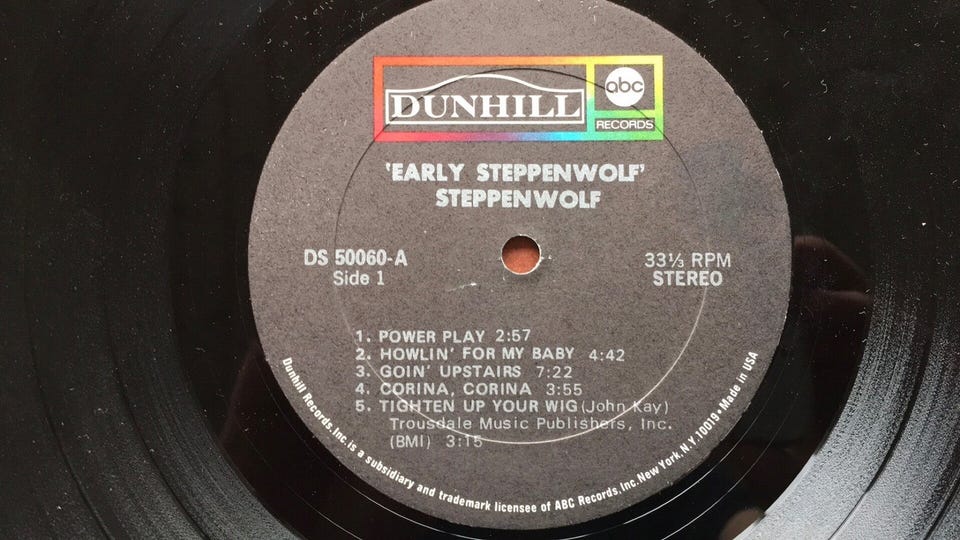 DUNHILL
abc
RECORDS
'EARLY STEPPENWOLF'
STEPPENWOLF
DS 50060-A
Side 1
33⅓ RPM
STEREO
1. POWER PLAY 2:57
2. HOWLIN' FOR MY BABY 4:42
3. GOIN' UPSTAIRS 7:22
4. CORINA, CORINA 3:55
5. TIGHTEN UP YOUR WIG (John Kay)
Trousdale Music Publishers, Inc.
(BMI) 3:15
Dunhill Records, Inc. is a subsidiary and trademark licensee of ABC Records, Inc. New York, N.Y. 10019 • Made in USA